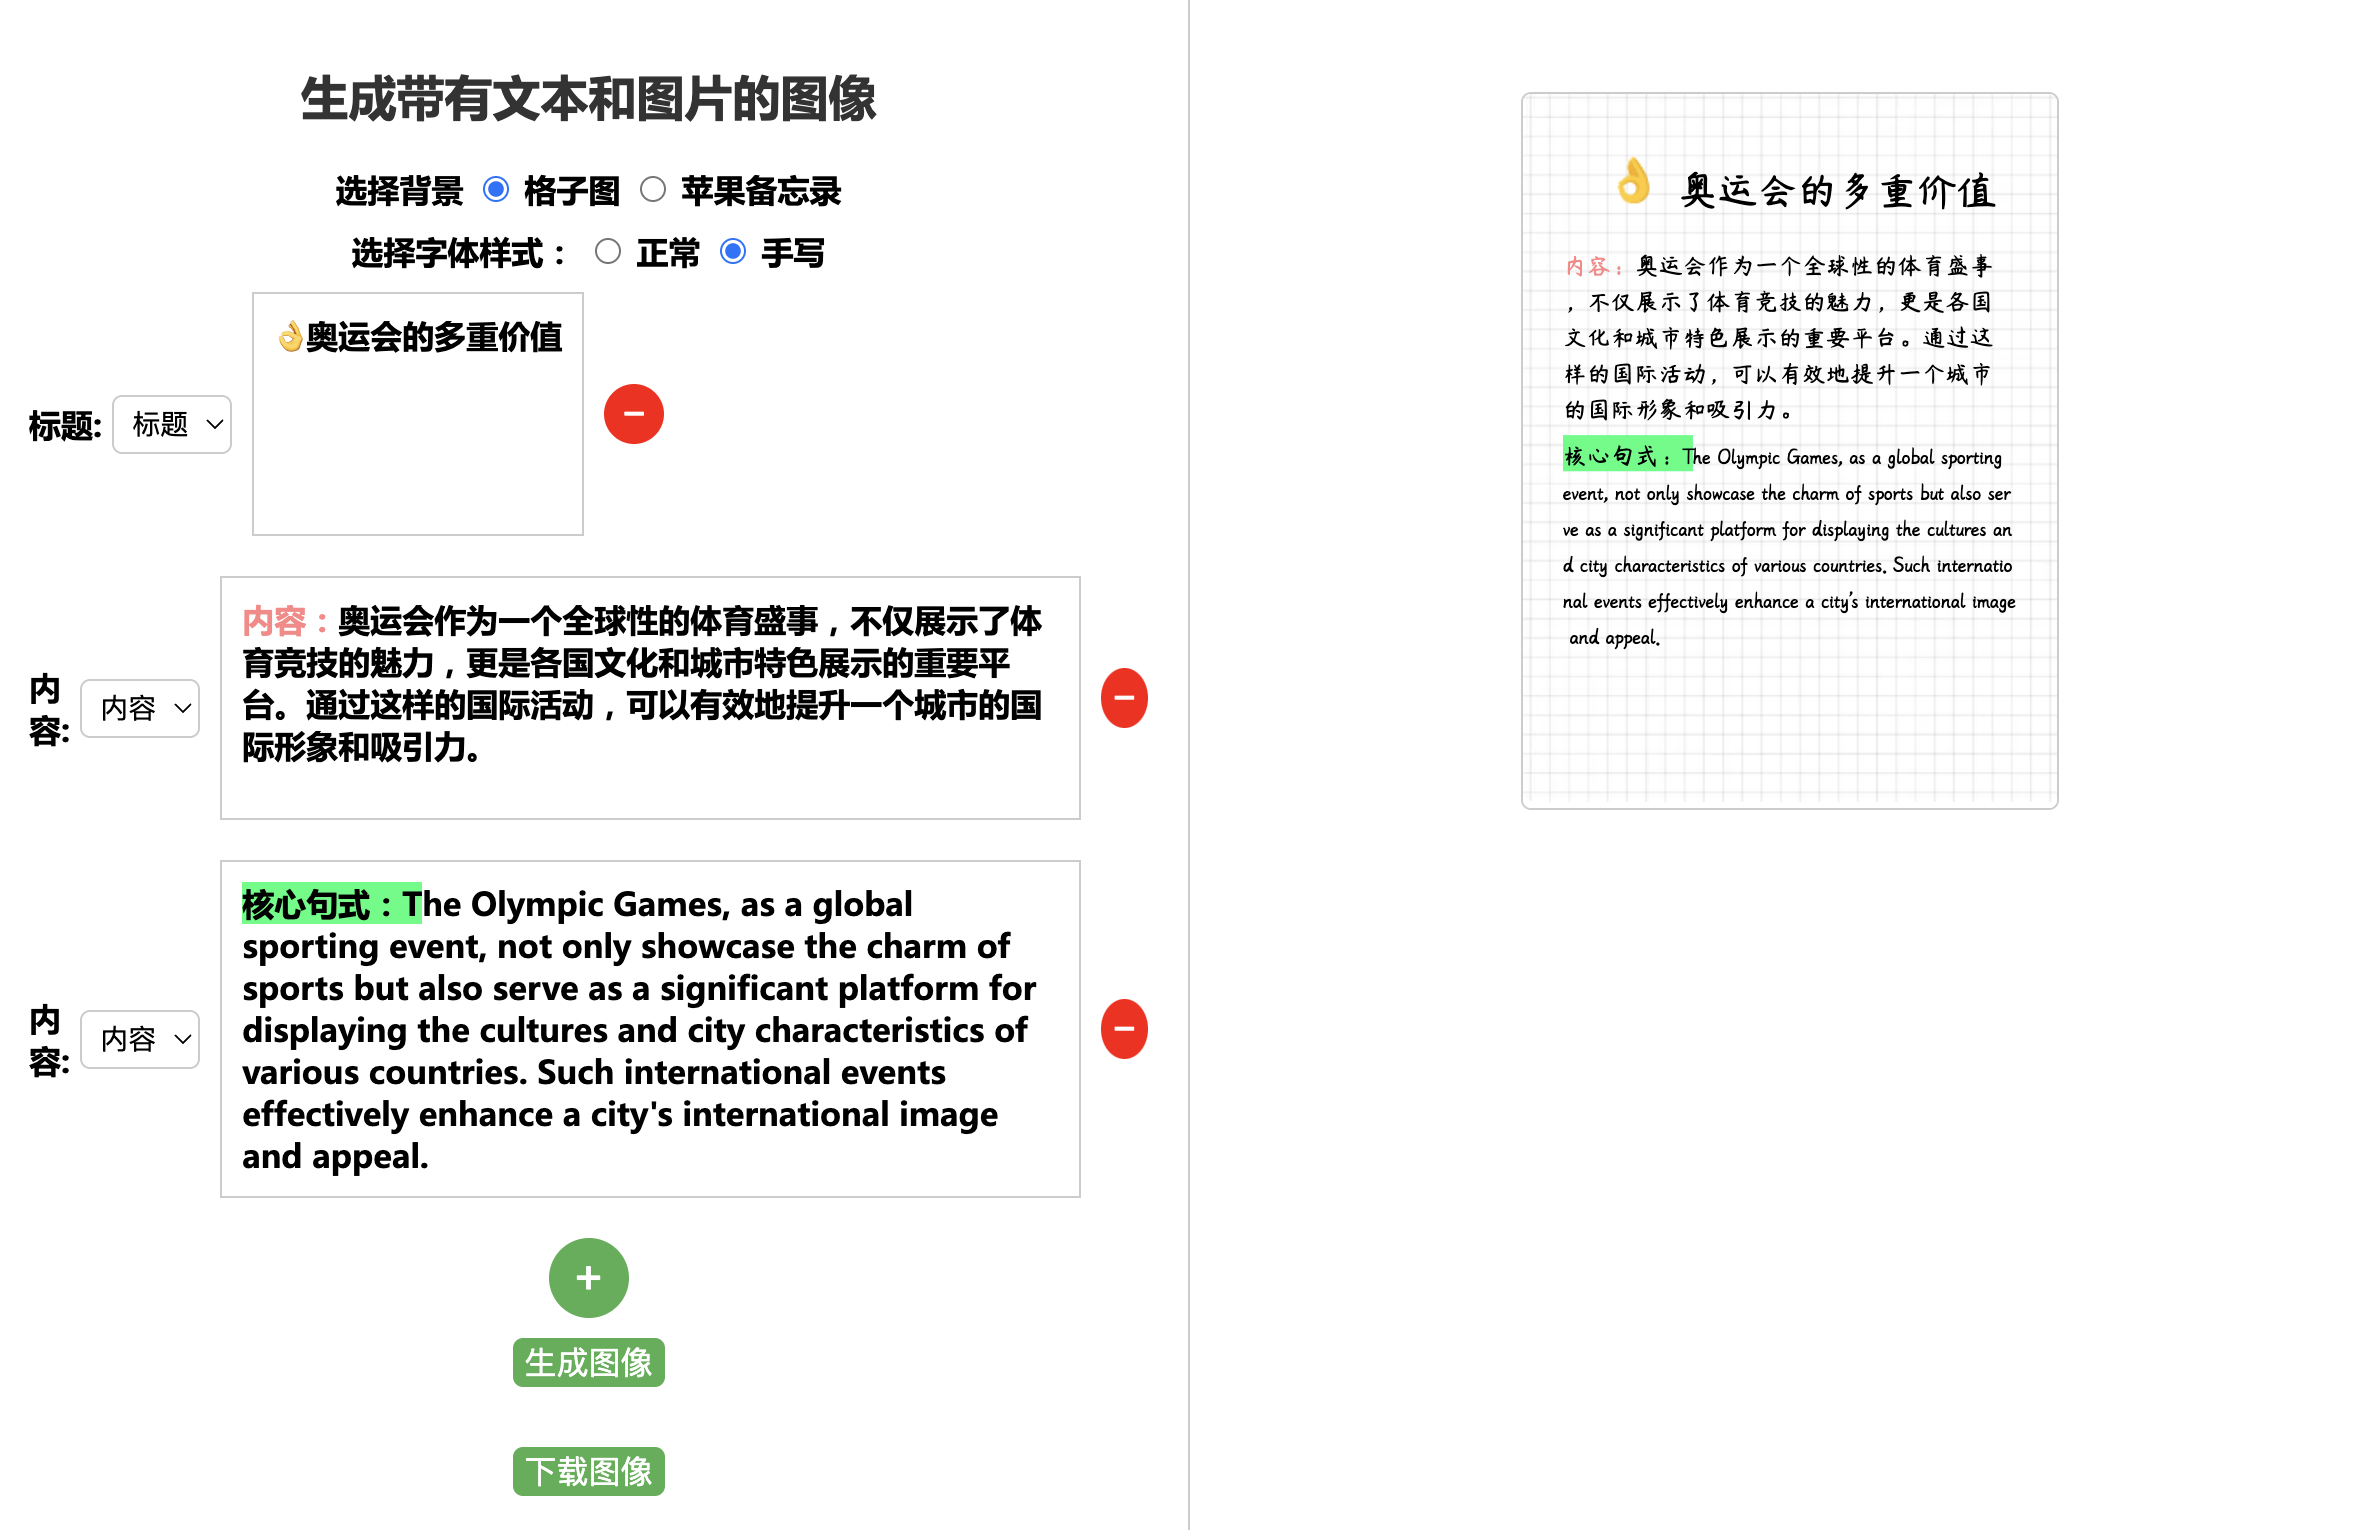 生成带有文本和图片的图像
选择背景 格子图 苹果备忘录
选择字体样式： 正常 手写
标题: 标题 👌奥运会的多重价值
−
内
容: 内容
内容：奥运会作为一个全球性的体育盛事，不仅展示了体
育竞技的魅力，更是各国文化和城市特色展示的重要平
台。通过这样的国际活动，可以有效地提升一个城市的国
际形象和吸引力。
−
内
容: 内容
核心句式：The Olympic Games, as a global
sporting event, not only showcase the charm of
sports but also serve as a significant platform for
displaying the cultures and city characteristics of
various countries. Such international events
effectively enhance a city's international image
and appeal.
−
+
生成图像
下载图像
👌 奥运会的多重价值
内容：奥运会作为一个全球性的体育盛事
，不仅展示了体育竞技的魅力，更是各国
文化和城市特色展示的重要平台。通过这
样的国际活动，可以有效地提升一个城市
的国际形象和吸引力。
核心句式：The Olympic Games, as a global sporting
event, not only showcase the charm of sports but also ser
ve as a significant platform for displaying the cultures an
d city characteristics of various countries. Such internatio
nal events effectively enhance a city's international image
and appeal.